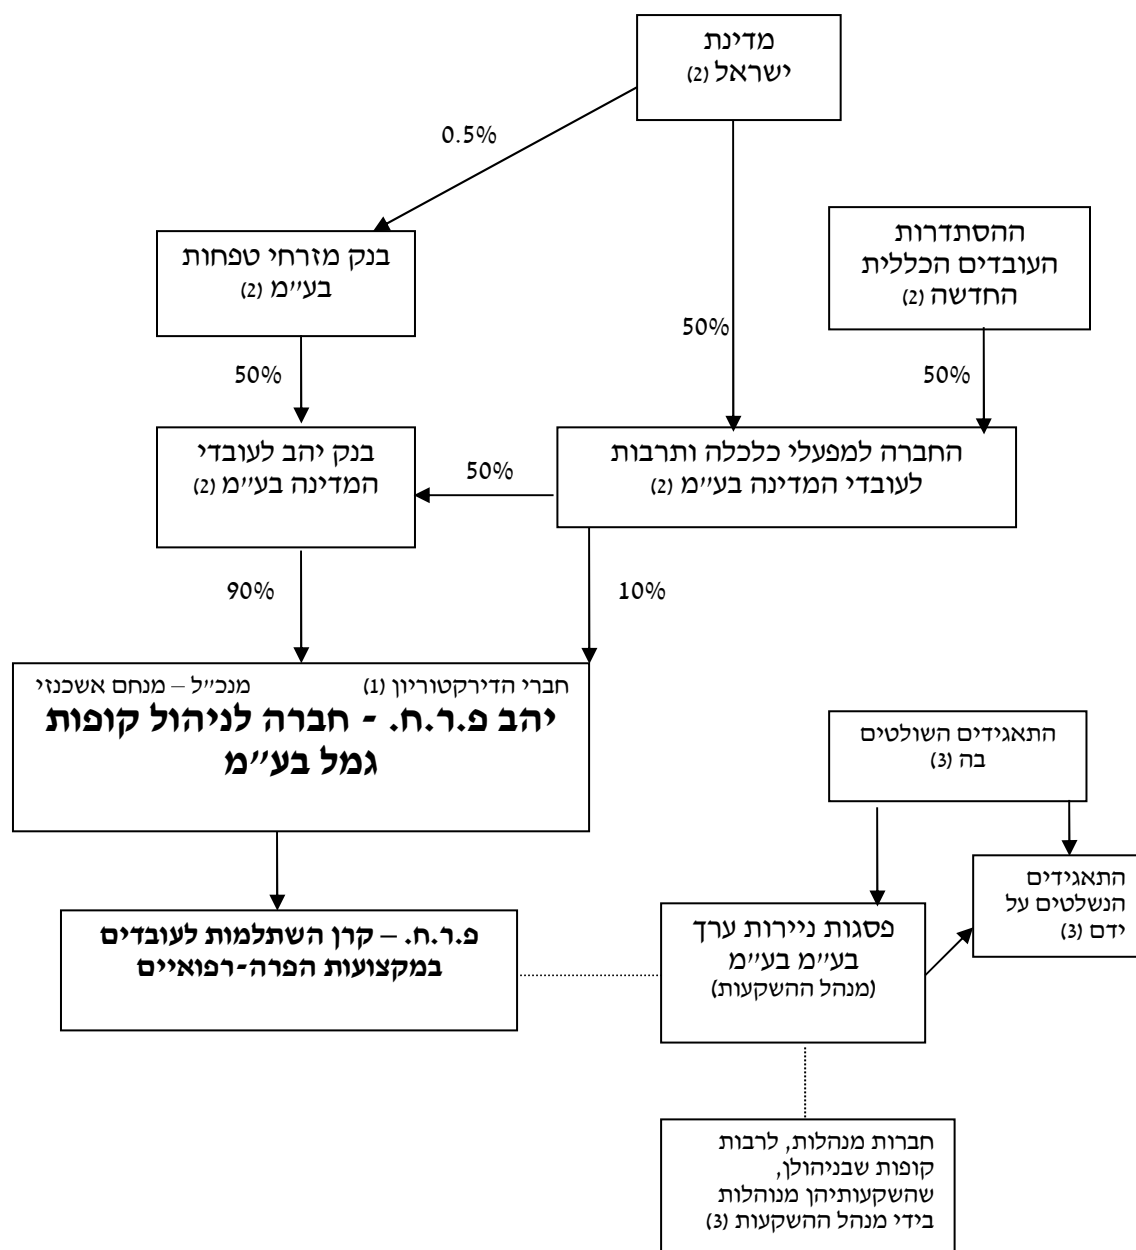 מדינת
ישראל (2)
0.5%
ההסתדרות
העובדים הכללית
החדשה (2)
בנק מזרחי טפחות
בע״מ (2)
50%
50%
50%
החברה למפעלי כלכלה ותרבות
לעובדי המדינה בע״מ (2)
בנק יהב לעובדי
המדינה בע״מ (2)
50%
90%
10%
חברי הדירקטוריון (1) מנכ״ל – מנחם אשכנזי
יהב פ.ר.ח. - חברה לניהול קופות
גמל בע״מ
התאגידים השולטים
בה (3)
התאגידים
הנשלטים על
ידם (3)
פ.ר.ח. – קרן השתלמות לעובדים
במקצועות הפרה-רפואיים
פסגות ניירות ערך
בע״מ בע״מ
(מנהל ההשקעות)
חברות מנהלות, לרבות
קופות שבניהולן,
שהשקעותיהן מנוהלות
בידי מנהל ההשקעות (3)